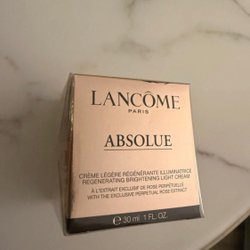 LANCÔME
PARIS
ABSOLUE
CRÈME LÉGÈRE RÉGÉNÉRANTE ILLUMINATRICE
REGENERATING BRIGHTENING LIGHT CREAM
À L'EXTRAIT EXCLUSIF DE ROSE PERPÉTUELLE
WITH THE EXCLUSIVE PERPETUAL ROSE EXTRACT
℮ 30 ml 1 FL. OZ.